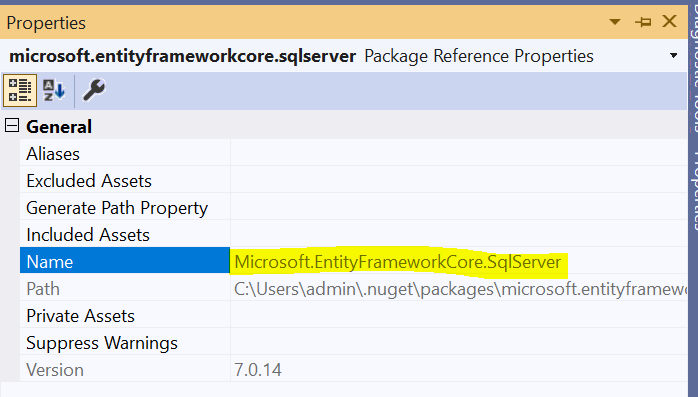 Properties
microsoft.entityframeworkcore.sqlserver Package Reference Properties
General
Aliases
Excluded Assets
Generate Path Property
Included Assets
Name Microsoft.EntityFrameworkCore.SqlServer
Path C:\Users\admin\.nuget\packages\microsoft.entityframewo
Private Assets
Suppress Warnings
Version 7.0.14
Diagnostic Tools
Properties